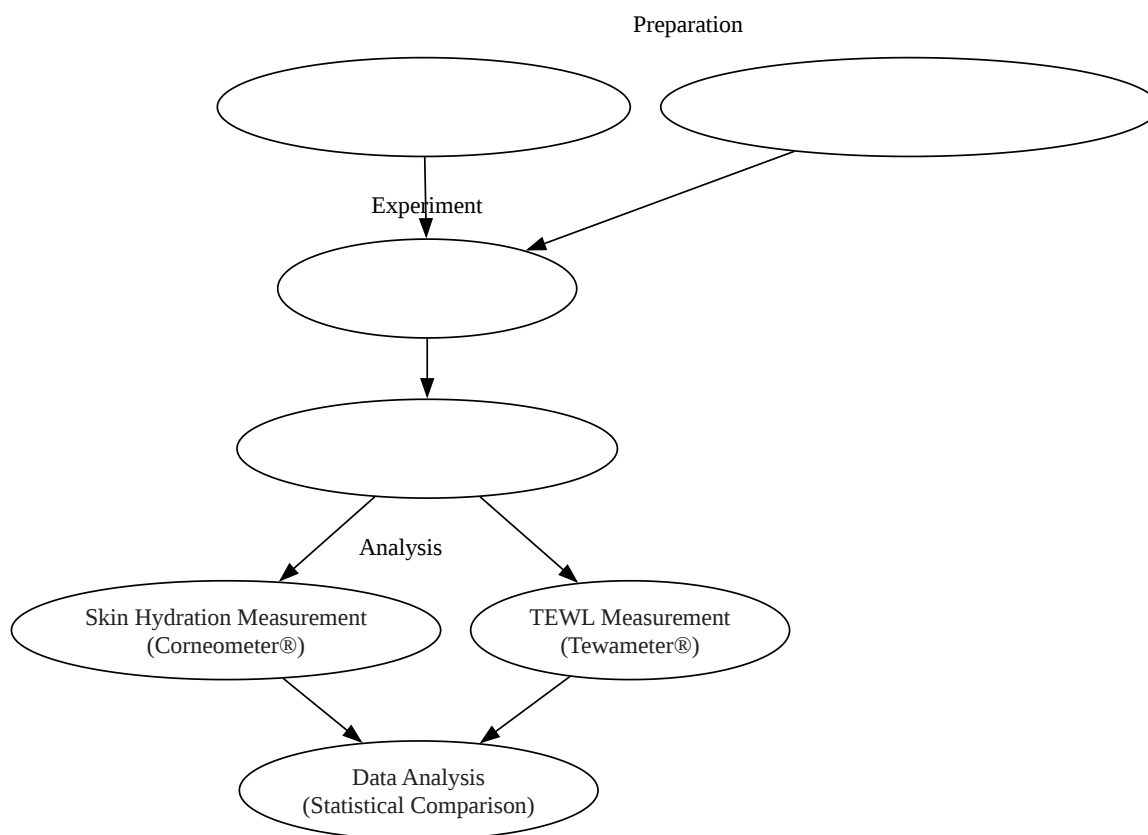 Preparation
Experiment
Analysis
Skin Hydration Measurement
(Corneometer®)
TEWL Measurement
(Tewameter®)
Data Analysis
(Statistical Comparison)